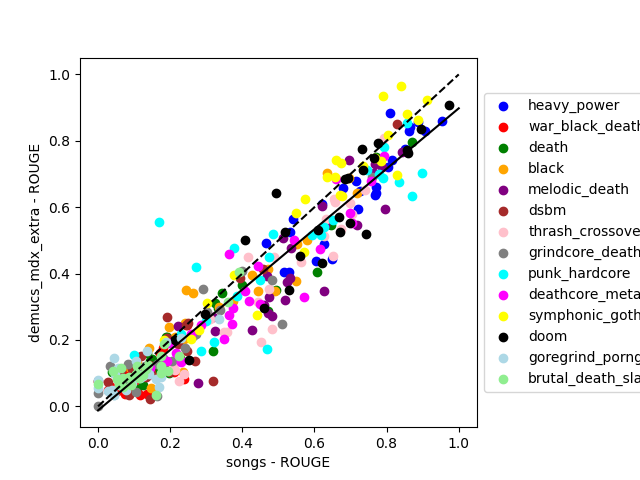 1.0
0.8
0.6
0.4
0.2
0.0
demucs_mdx_extra - ROUGE
0.0 0.2 0.4 0.6 0.8 1.0
songs - ROUGE
heavy_power
war_black_death
death
black
melodic_death
dsbm
thrash_crossove
grindcore_death
punk_hardcore
deathcore_meta
symphonic_goth
doom
goregrind_porng
brutal_death_sla